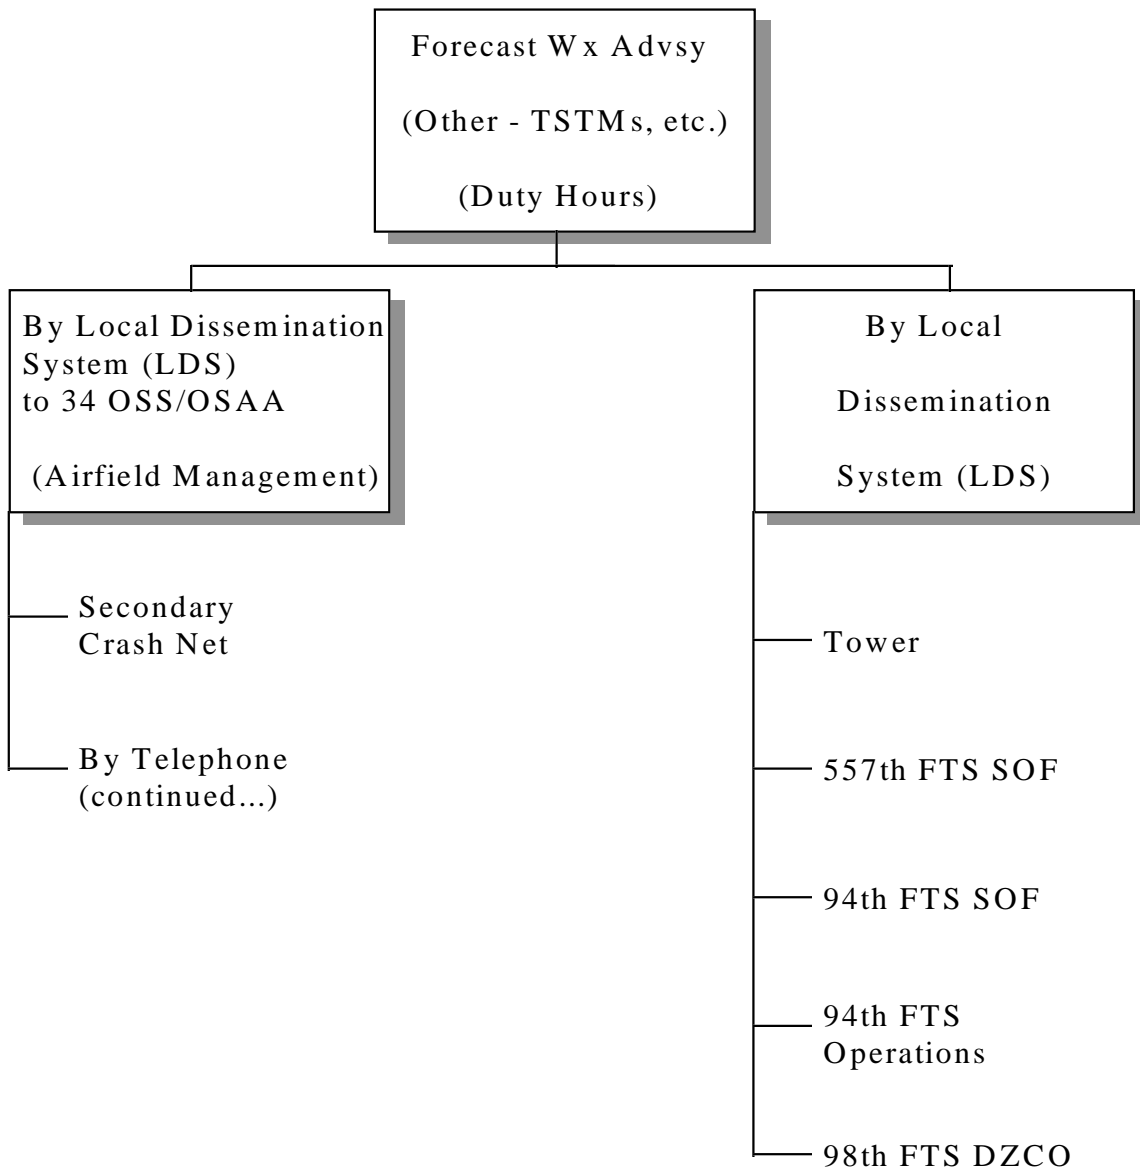 Forecast Wx Advsy
(Other - TSTMs, etc.)
(Duty Hours)
By Local Dissemination
System (LDS)
to 34 OSS/OSAA
(Airfield Management)
Secondary
Crash Net
By Telephone
(continued...)
By Local
Dissemination
System (LDS)
Tower
557th FTS SOF
94th FTS SOF
94th FTS
Operations
98th FTS DZCO